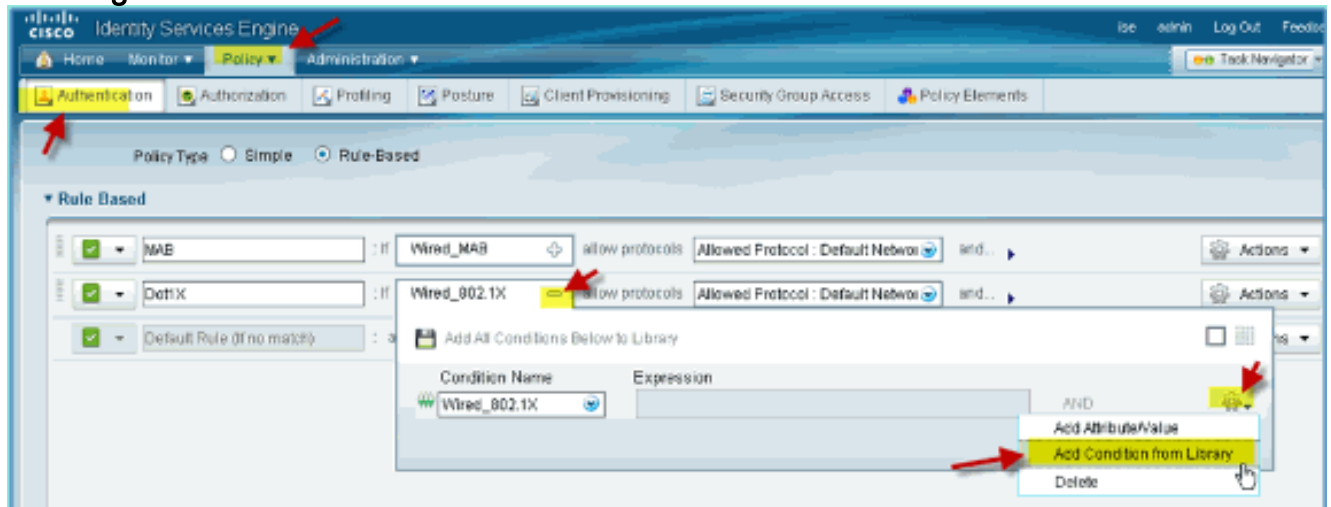 cisco Identity Services Engine ise admin Log Out Feedbac
Home Monitor Policy Administration Task Navigator
Authentication Authorization Profiling Posture Client Provisioning Security Group Access Policy Elements
Policy Type Simple Rule-Based
Rule Based
MAB : If Wired_MAB allow protocols Allowed Protocol : Default Networ and.. Actions
Dot1X : If Wired_802.1X allow protocols Allowed Protocol : Default Networ and.. Actions
Default Rule (If no match) : a ns
Add All Conditions Below to Library
Condition Name Expression
Wired_802.1X AND
Add Attribute/Value
Add Condition from Library
Delete